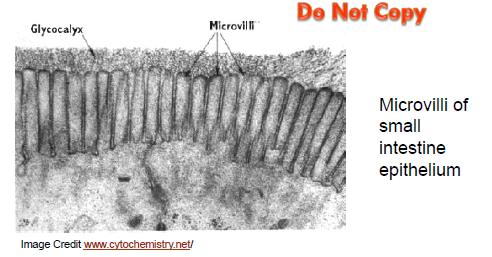 Do Not Copy
Glycocalyx
Microvilli
Microvilli of
small
intestine
epithelium
Image Credit www.cytochemistry.net/